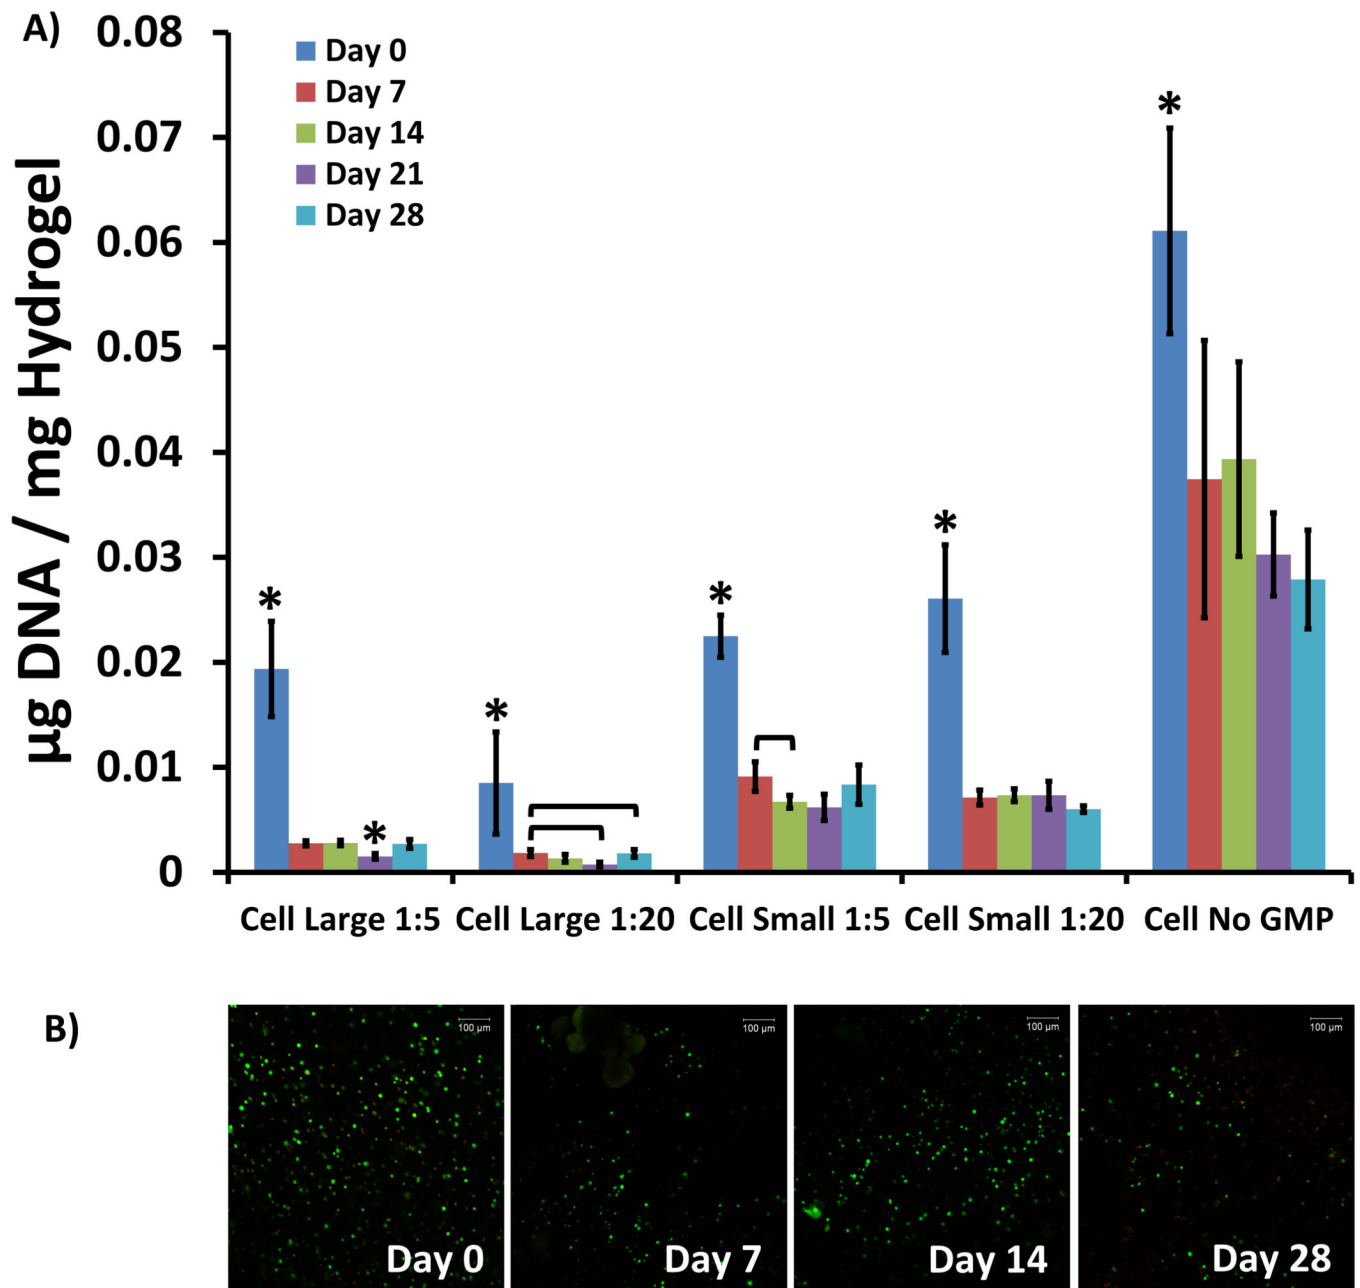 A)
µg DNA / mg Hydrogel
0.08
0.07
0.06
0.05
0.04
0.03
0.02
0.01
0
Day 0
Day 7
Day 14
Day 21
Day 28
*
*
*
*
*
*
Cell Large 1:5
Cell Large 1:20
Cell Small 1:5
Cell Small 1:20
Cell No GMP
B)
100 µm
100 µm
100 µm
100 µm
Day 0
Day 7
Day 14
Day 28